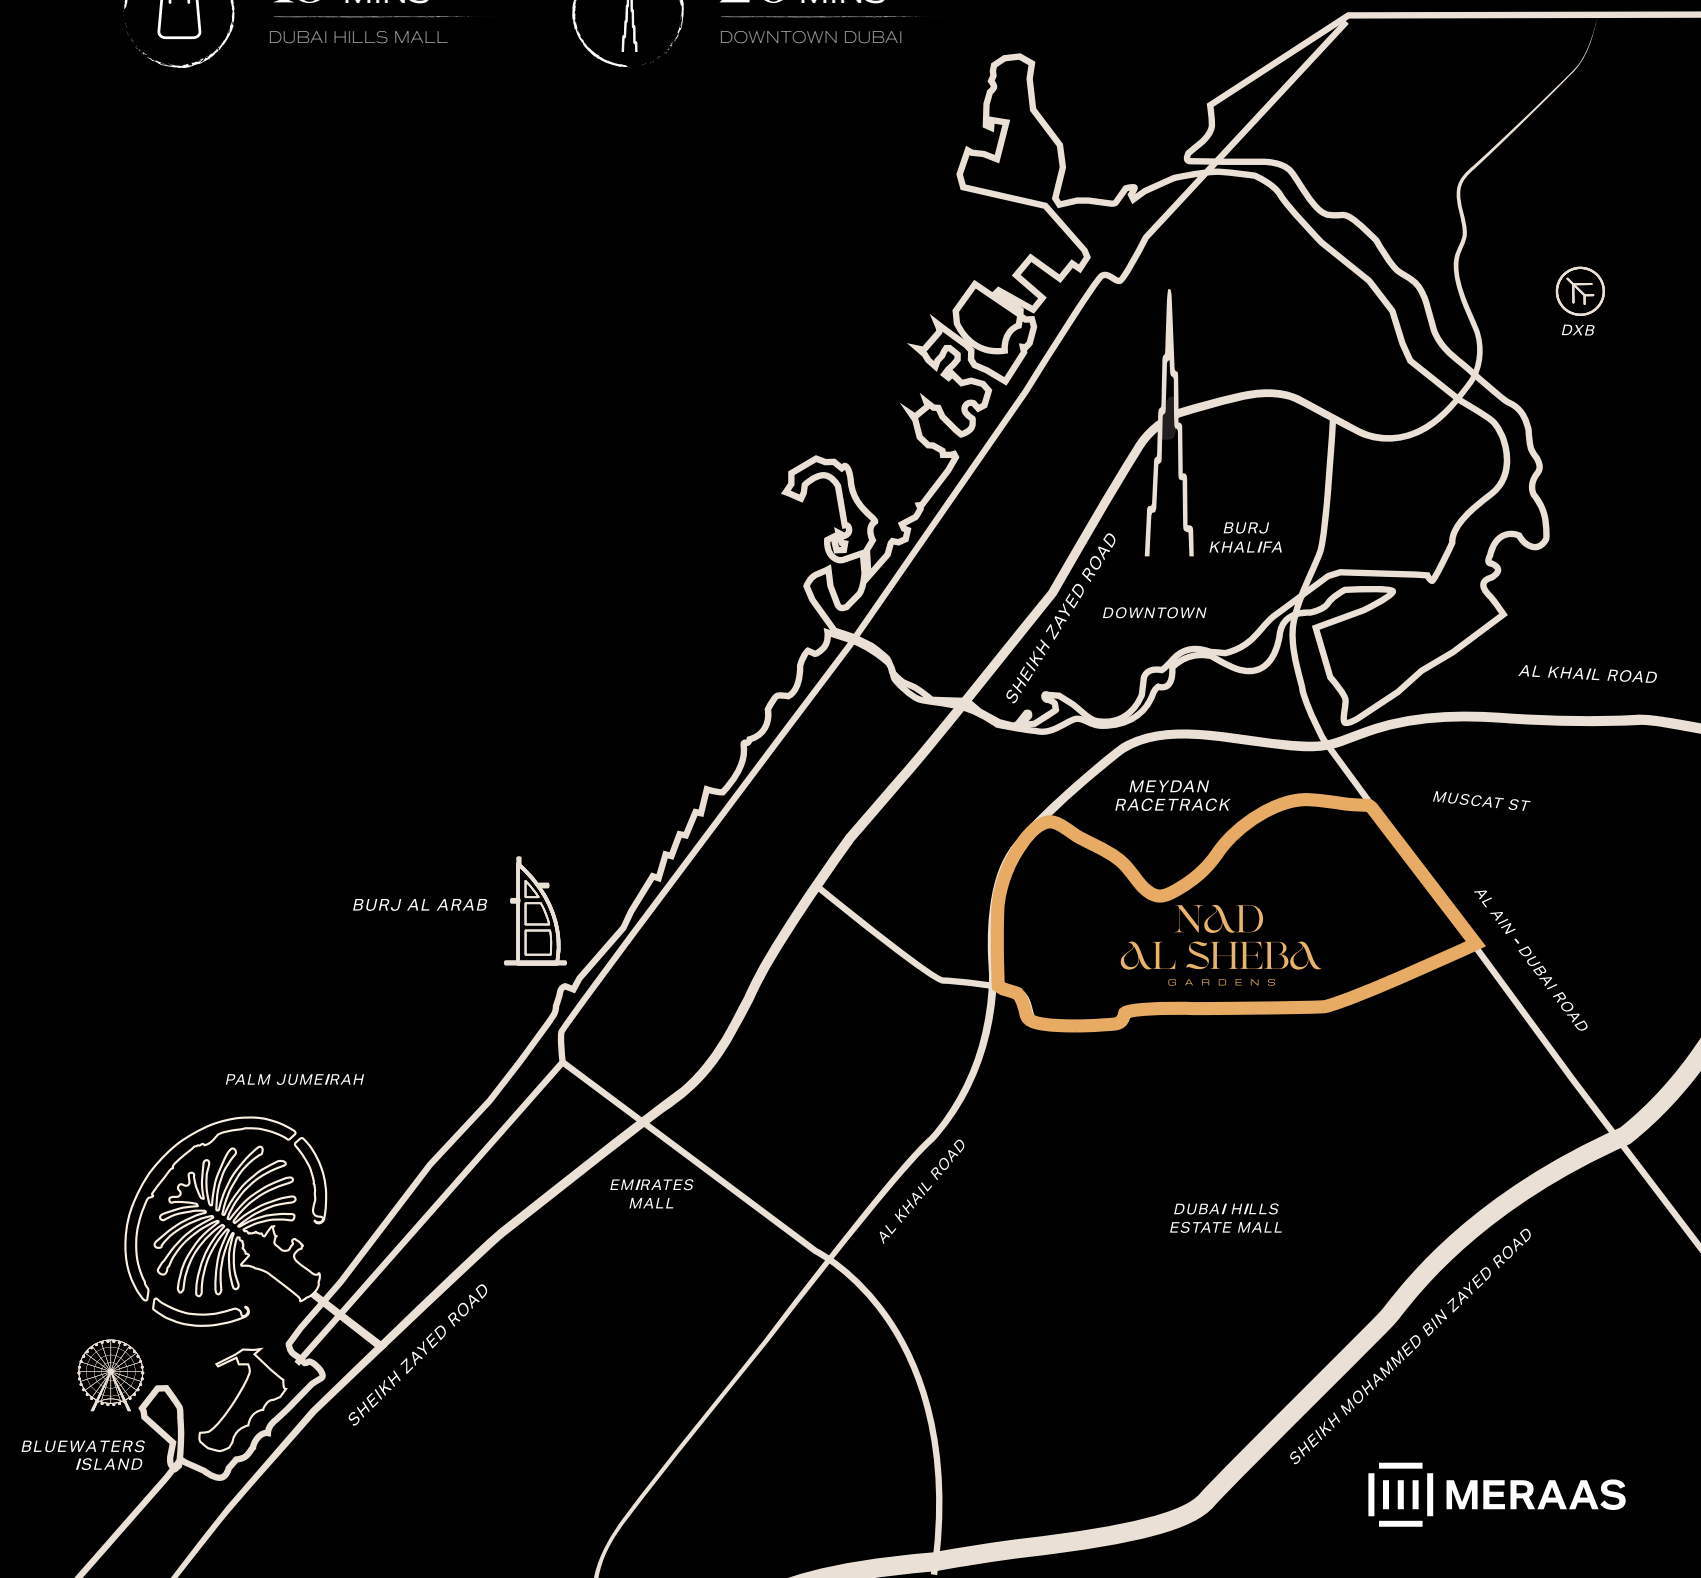 MINS
MINS
DUBAI HILLS MALL
DOWNTOWN DUBAI
DXB
BURJ
KHALIFA
SHEIKH ZAYED ROAD
DOWNTOWN
AL KHAIL ROAD
MEYDAN
RACETRACK
MUSCAT ST
BURJ AL ARAB
NAD
AL SHEBA
GARDENS
AL AIN - DUBAI ROAD
PALM JUMEIRAH
EMIRATES
MALL
AL KHAIL ROAD
DUBAI HILLS
ESTATE MALL
SHEIKH ZAYED ROAD
SHEIKH MOHAMMED BIN ZAYED ROAD
BLUEWATERS
ISLAND
MERAAS